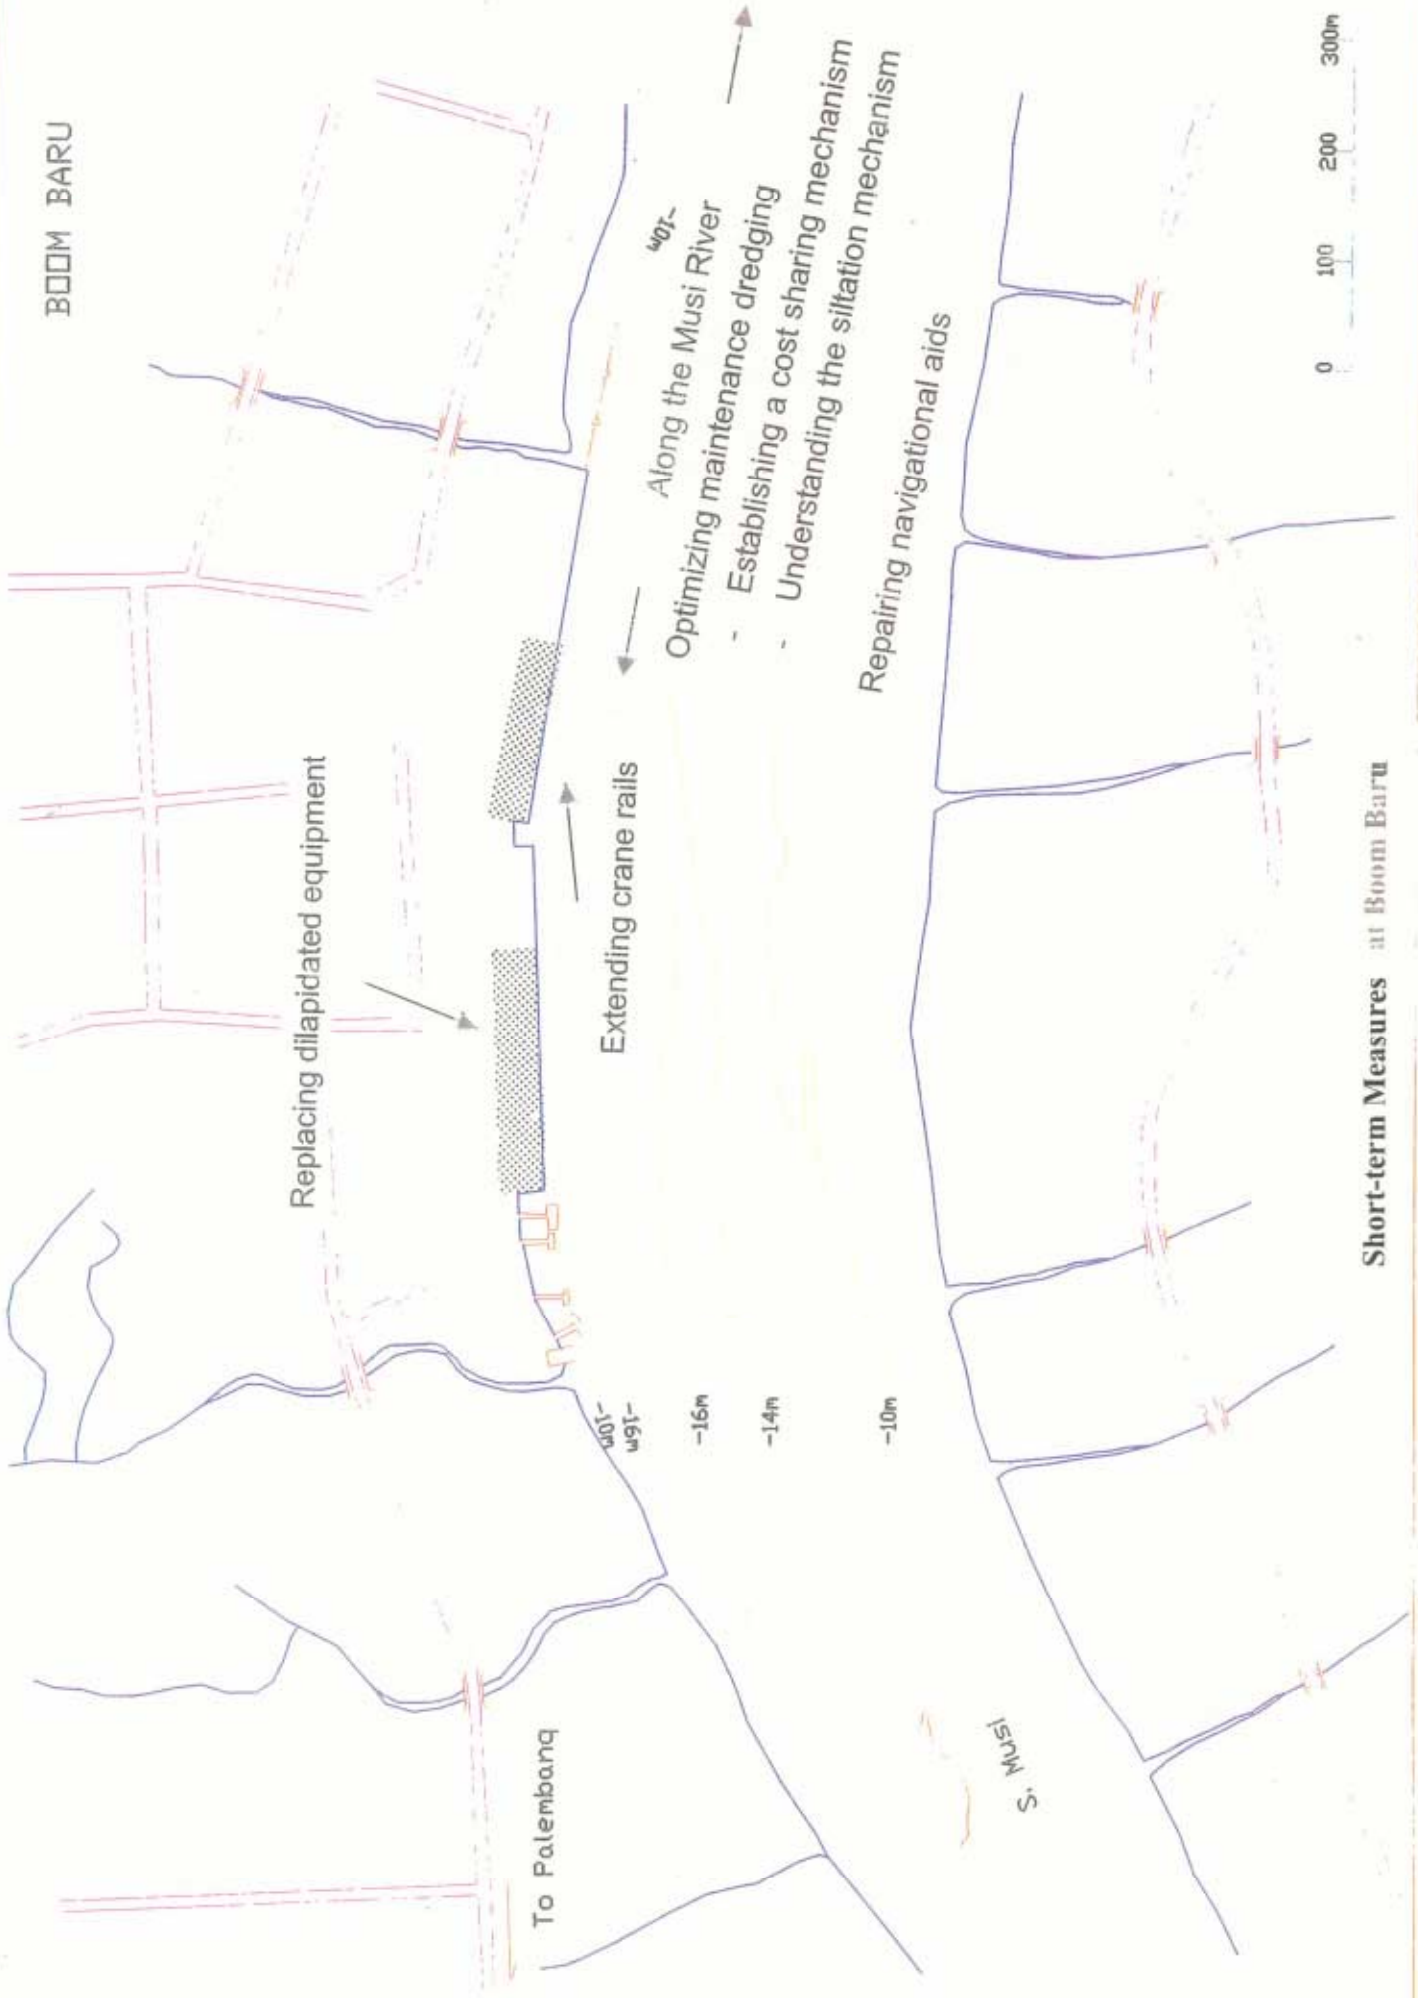 BOOM BARU
Replacing dilapidated equipment
Extending crane rails
-10m
Along the Musi River
Optimizing maintenance dredging
- Establishing a cost sharing mechanism
- Understanding the siltation mechanism
Repairing navigational aids
-10m
-16m
-16m
-14m
-10m
To Palembang
S. Musi
0 100 200 300m
Short-term Measures at Boom Baru